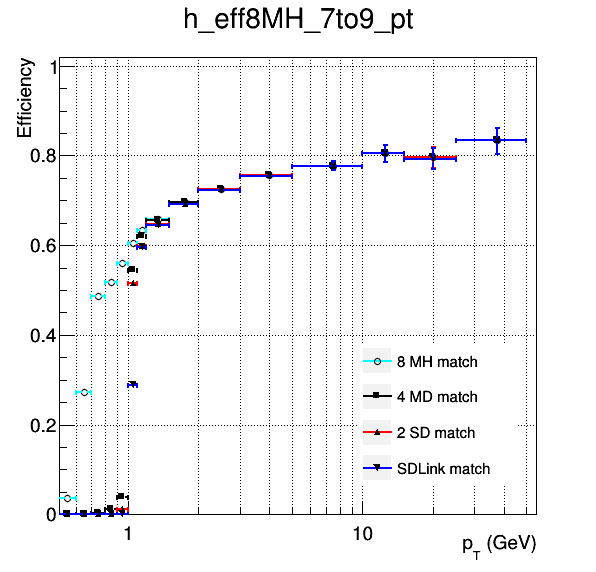 h_eff8MH_7to9_pt
Efficiency
1
0.8
0.6
0.4
0.2
0
8 MH match
4 MD match
2 SD match
SDLink match
1
10
p_T (GeV)